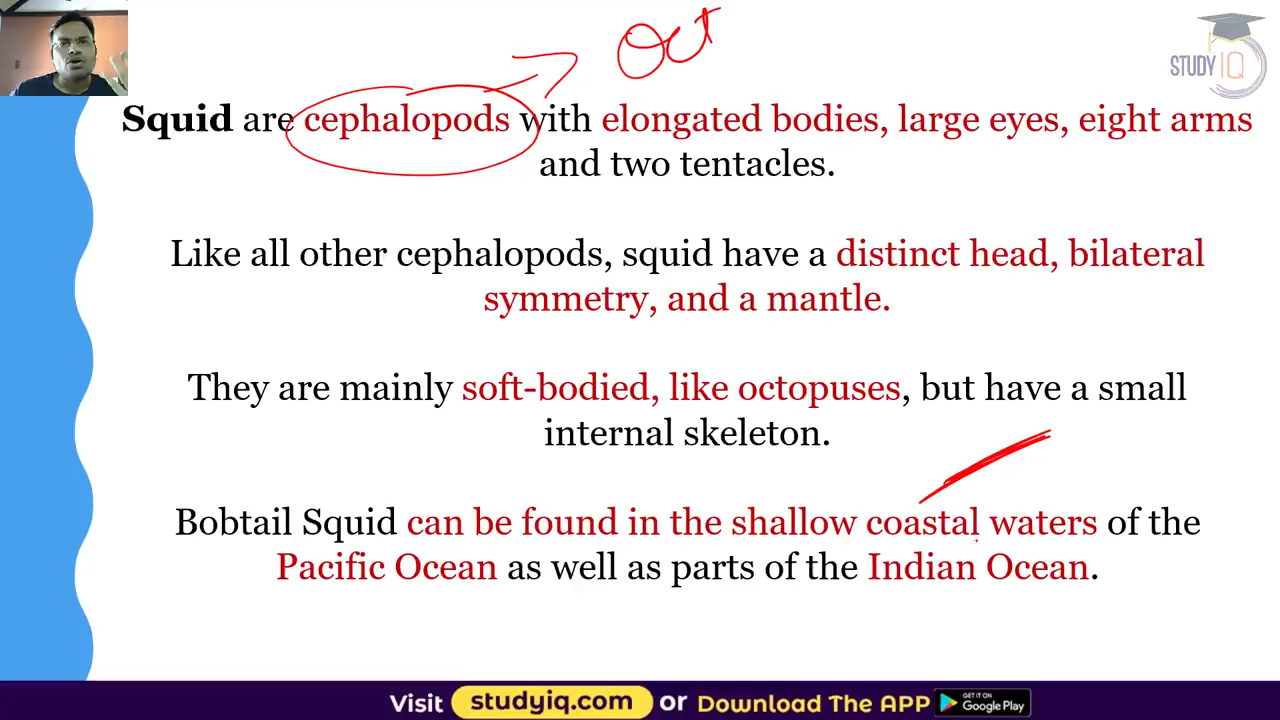 Oct
STUDY IQ
Squid are cephalopods with elongated bodies, large eyes, eight arms
and two tentacles.
Like all other cephalopods, squid have a distinct head, bilateral
symmetry, and a mantle.
They are mainly soft-bodied, like octopuses, but have a small
internal skeleton.
Bobtail Squid can be found in the shallow coastal waters of the
Pacific Ocean as well as parts of the Indian Ocean.
Visit studyiq.com or Download The APP GET IT ON Google Play